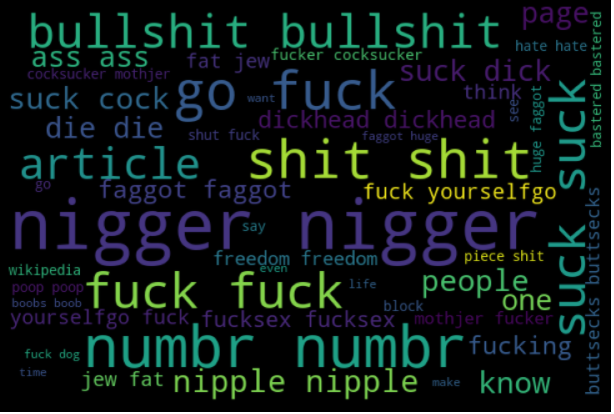 page
bullshit bullshit
hate hate
bastered bastered
ass ass
fat jew
fucker cocksucker
cocksucker mothjer
suck dick
suck cock
go
fuck
want
think
see
huge faggot
suck suck
die die
dickhead dickhead
shut fuck
faggot huge
article
shit shit
go
faggot faggot
fuck yourselfgo
buttsecks buttsecks
nigger nigger
say
freedom freedom
piece shit
wikipedia
even
poop poop
fuck fuck
life
people
boobs boob
block
one
yourselfgo fuck
fucksex fucksex
mothjer fucker
numbr numbr
fucking
fuck dog
time
jew fat
nipple nipple
make
know